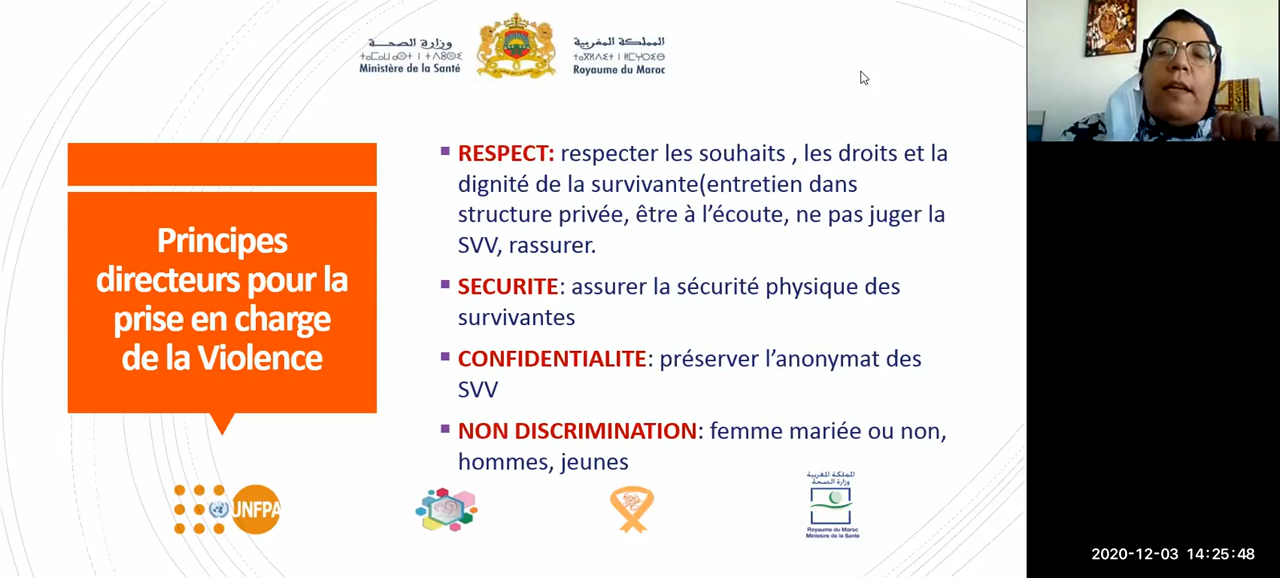 وزارة الصحة
Ministère de la Santé
المملكة المغربية
ⵜⴰⴳⵍⴷⵉⵜ ⵏ ⵍⵎⵖⵔⵉⴱ
Royaume du Maroc
Principes
directeurs pour la
prise en charge
de la Violence
RESPECT: respecter les souhaits , les droits et la
dignité de la survivante(entretien dans
structure privée, être à l’écoute, ne pas juger la
SVV, rassurer.
SECURITE: assurer la sécurité physique des
survivantes
CONFIDENTIALITE: préserver l’anonymat des
SVV
NON DISCRIMINATION: femme mariée ou non,
hommes, jeunes
UNFPA
المملكة المغربية
وزارة الصحة
Royaume du Maroc
Ministère de la Santé
2020-12-03 14:25:48